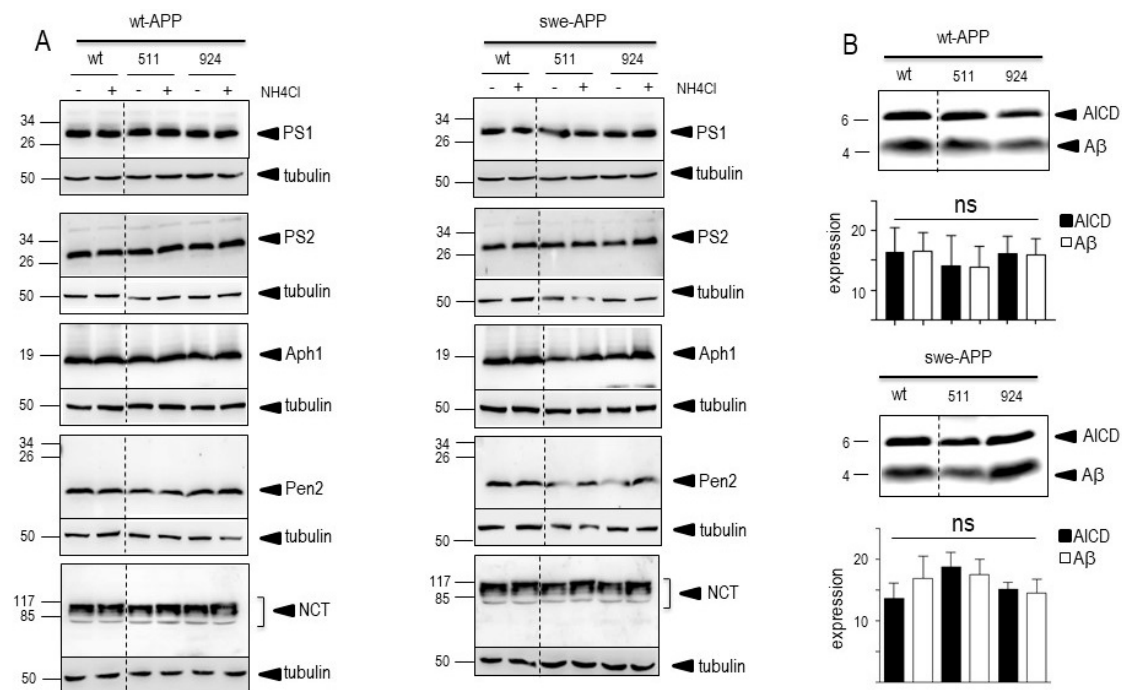 A
wt-APP
wt 511 924
- + - + - + NH4Cl
34
26
PS1
50
tubulin
34
26
PS2
50
tubulin
19
Aph1
50
tubulin
34
26
Pen2
50
tubulin
117
85
NCT
50
tubulin
swe-APP
wt 511 924
- + - + - + NH4Cl
34
26
PS1
50
tubulin
34
26
PS2
50
tubulin
19
Aph1
50
tubulin
34
26
Pen2
50
tubulin
117
85
NCT
50
tubulin
B
wt-APP
wt 511 924
6
AICD
4
Aβ
ns
AICD
Aβ
expression
20
10
swe-APP
wt 511 924
6
AICD
4
Aβ
ns
AICD
Aβ
expression
20
10